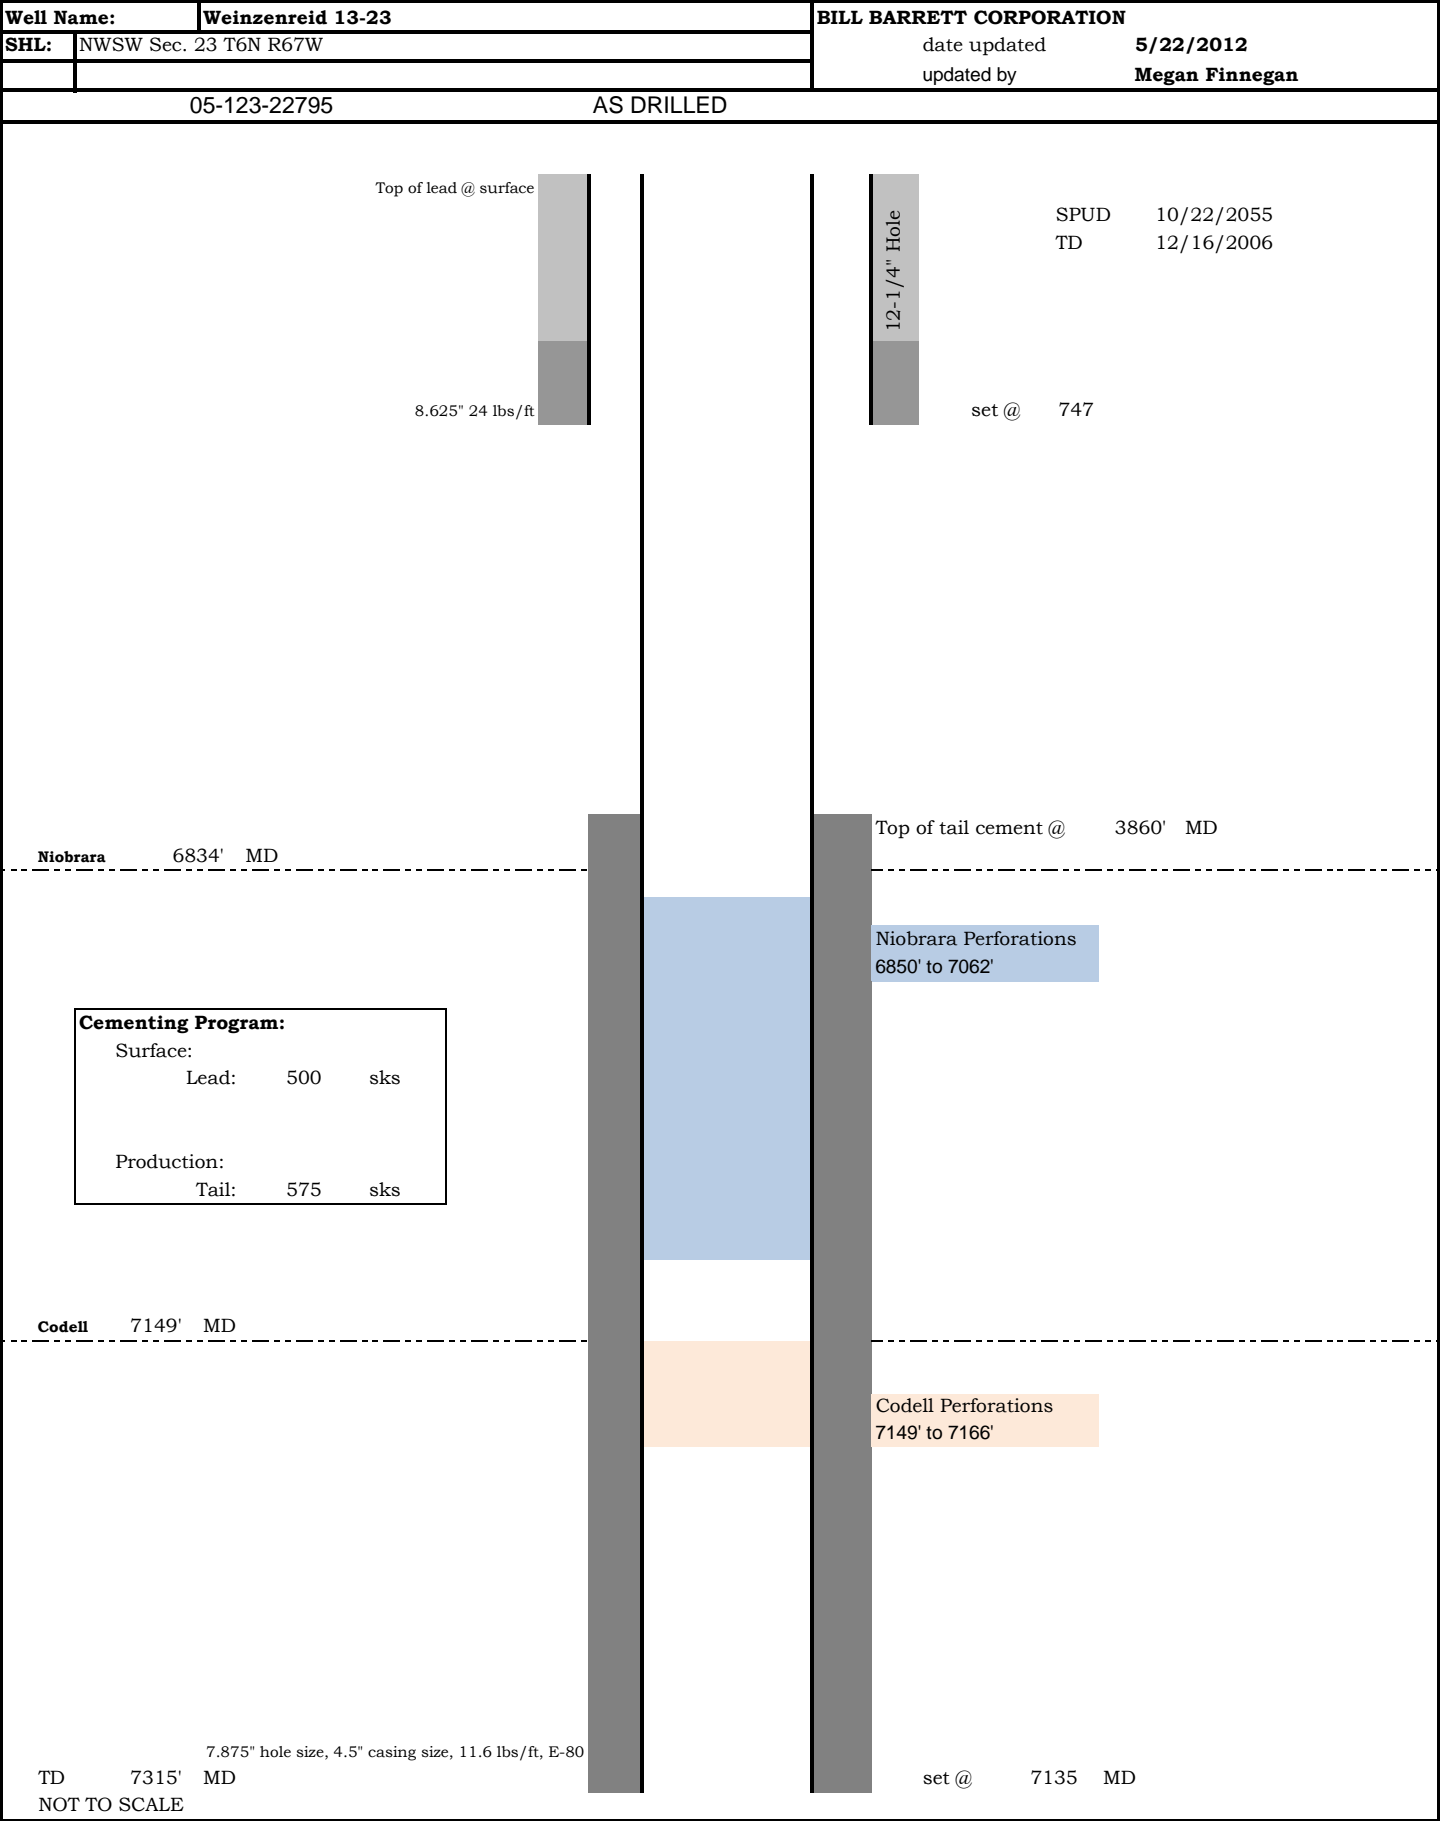 Well Name: Weinzenreid 13-23 BILL BARRETT CORPORATION
SHL: NWSW Sec. 23 T6N R67W date updated 5/22/2012
updated by Megan Finnegan
05-123-22795 AS DRILLED
Top of lead @ surface
12-1/4" Hole
SPUD 10/22/2055
TD 12/16/2006
8.625" 24 lbs/ft set @ 747
Top of tail cement @ 3860' MD
Niobrara 6834' MD
Niobrara Perforations
6850' to 7062'
Cementing Program:
Surface:
Lead: 500 sks
Production:
Tail: 575 sks
Codell 7149' MD
Codell Perforations
7149' to 7166'
7.875" hole size, 4.5" casing size, 11.6 lbs/ft, E-80
TD 7315' MD set @ 7135 MD
NOT TO SCALE